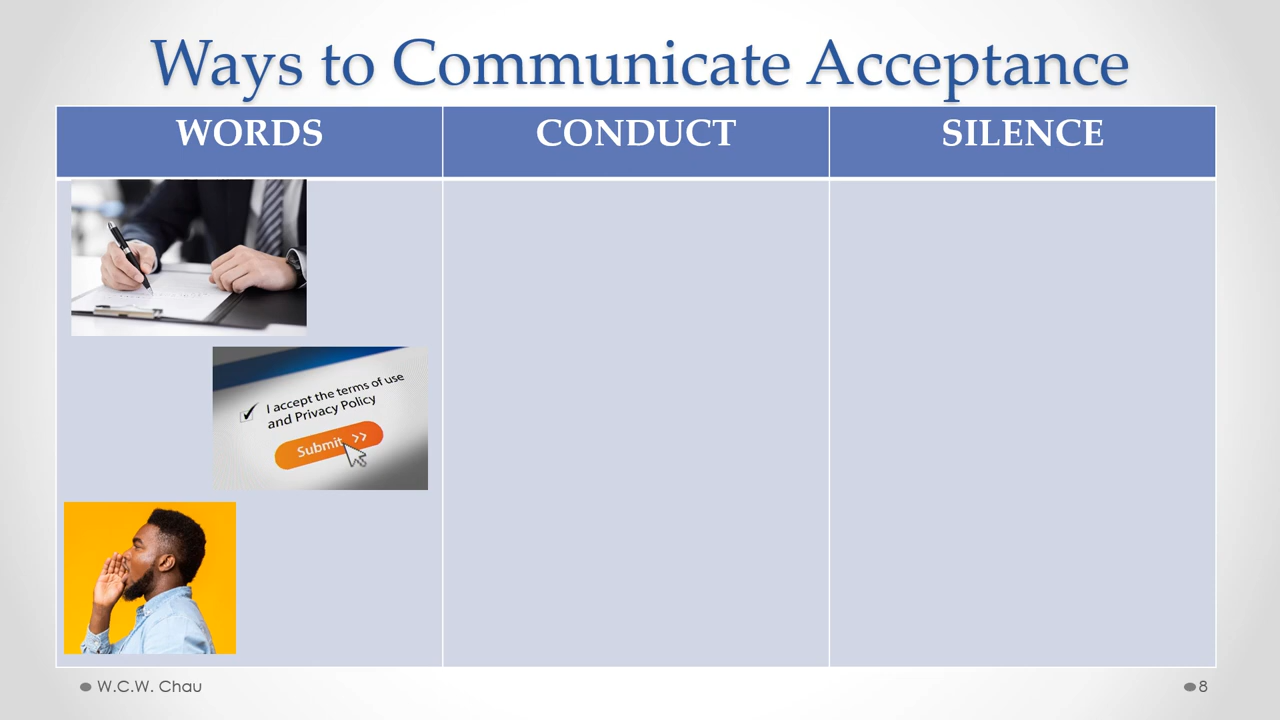 Ways to Communicate Acceptance
WORDS
CONDUCT
SILENCE
I accept the terms of use
and Privacy Policy
Submit >>
W.C.W. Chau
8